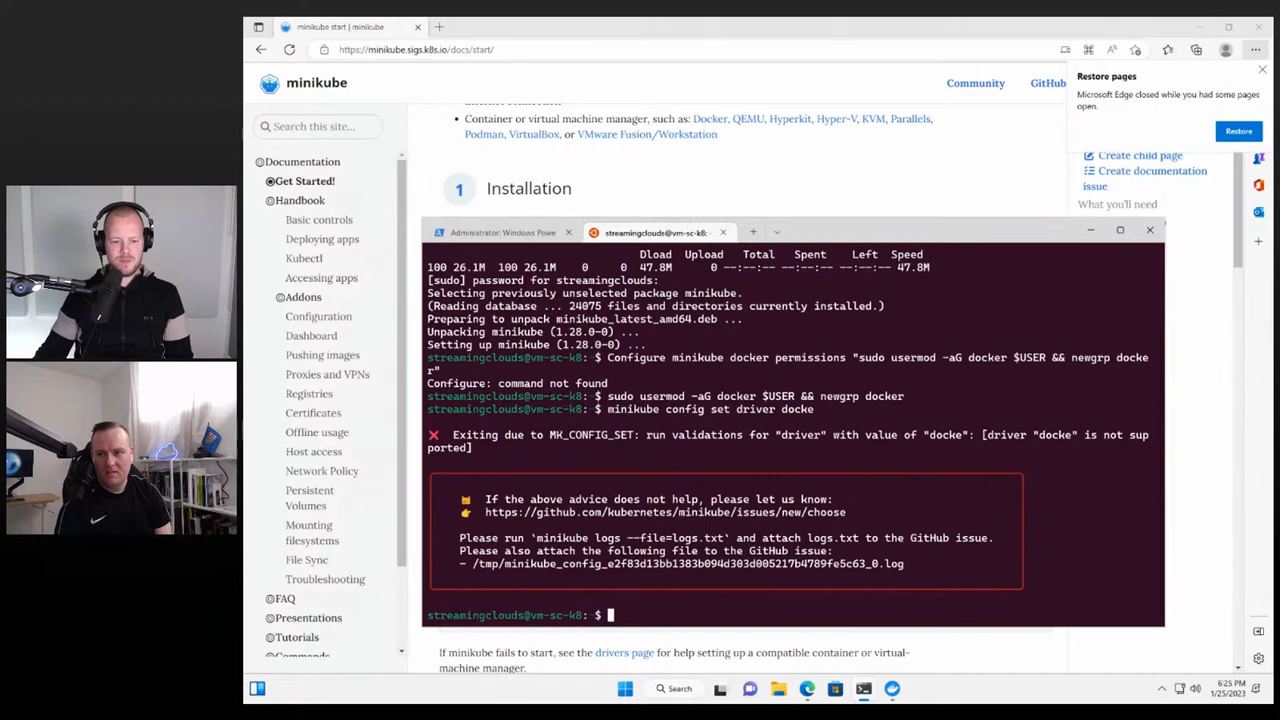 minikube start | minikube
https://minikube.sigs.k8s.io/docs/start/
minikube
Community
GitHub
Restore pages
Microsoft Edge closed while you had some pages
open.
Restore
Search this site...
Documentation
Get Started!
Handbook
Basic controls
Deploying apps
Kubectl
Accessing apps
Addons
Configuration
Dashboard
Pushing images
Proxies and VPNs
Registries
Certificates
Offline usage
Host access
Network Policy
Persistent
Volumes
Mounting
filesystems
File Sync
Troubleshooting
FAQ
Presentations
Tutorials
Container or virtual machine manager, such as: Docker, QEMU, Hyperkit, Hyper-V, KVM, Parallels,
Podman, VirtualBox, or VMware Fusion/Workstation
1 Installation
Create child page
Create documentation
issue
What you'll need
Administrator: Windows Powe
streamingclouds@vm-sc-k8:
Dload Upload Total Spent Left Speed
100 26.1M 100 26.1M 0 0 47.8M 0 --:--:-- --:--:-- --:--:-- 47.8M
[sudo] password for streamingclouds:
Selecting previously unselected package minikube.
(Reading database ... 24075 files and directories currently installed.)
Preparing to unpack minikube_latest_amd64.deb ...
Unpacking minikube (1.28.0-0) ...
Setting up minikube (1.28.0-0) ...
streamingclouds@vm-sc-k8:~$ Configure minikube docker permissions "sudo usermod -aG docker $USER && newgrp docke
r"
Configure: command not found
streamingclouds@vm-sc-k8:~$ sudo usermod -aG docker $USER && newgrp docker
streamingclouds@vm-sc-k8:~$ minikube config set driver docke
❌ Exiting due to MK_CONFIG_SET: run validations for "driver" with value of "docke": [driver "docke" is not sup
ported]
If the above advice does not help, please let us know:
https://github.com/kubernetes/minikube/issues/new/choose
Please run `minikube logs --file=logs.txt` and attach logs.txt to the GitHub issue.
Please also attach the following file to the GitHub issue:
- /tmp/minikube_config_e2f83d13bb1383b094d303d005217b4789fe5c63_0.log
streamingclouds@vm-sc-k8:~$
If minikube fails to start, see the drivers page for help setting up a compatible container or virtual-
machine manager.
Search
6:25 PM
1/25/2023